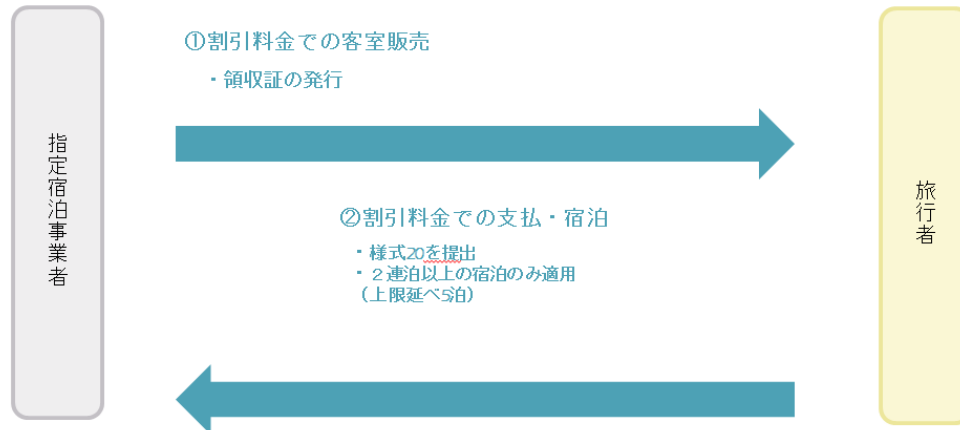 指定宿泊事業者
①割引料金での客室販売
・領収証の発行
②割引料金での支払・宿泊
・様式20を提出
・2連泊以上の宿泊のみ適用
(上限延べ5泊)
旅行者